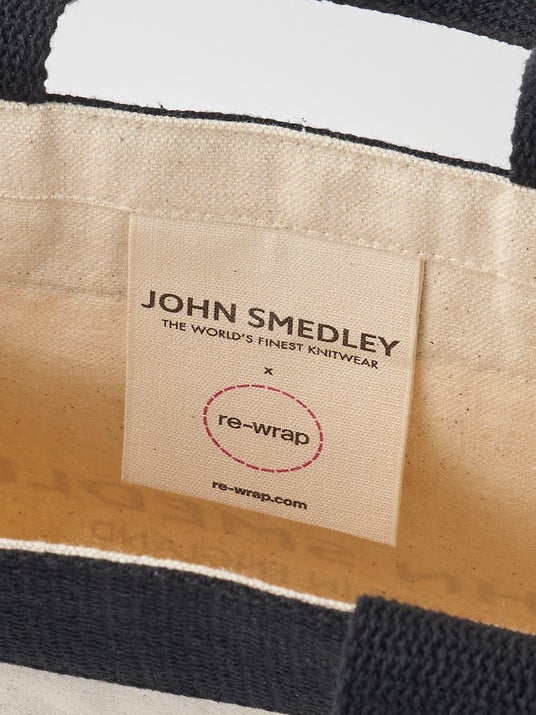 JOHN SMEDLEY
THE WORLD'S FINEST KNITWEAR
x
re-wrap
re-wrap.com